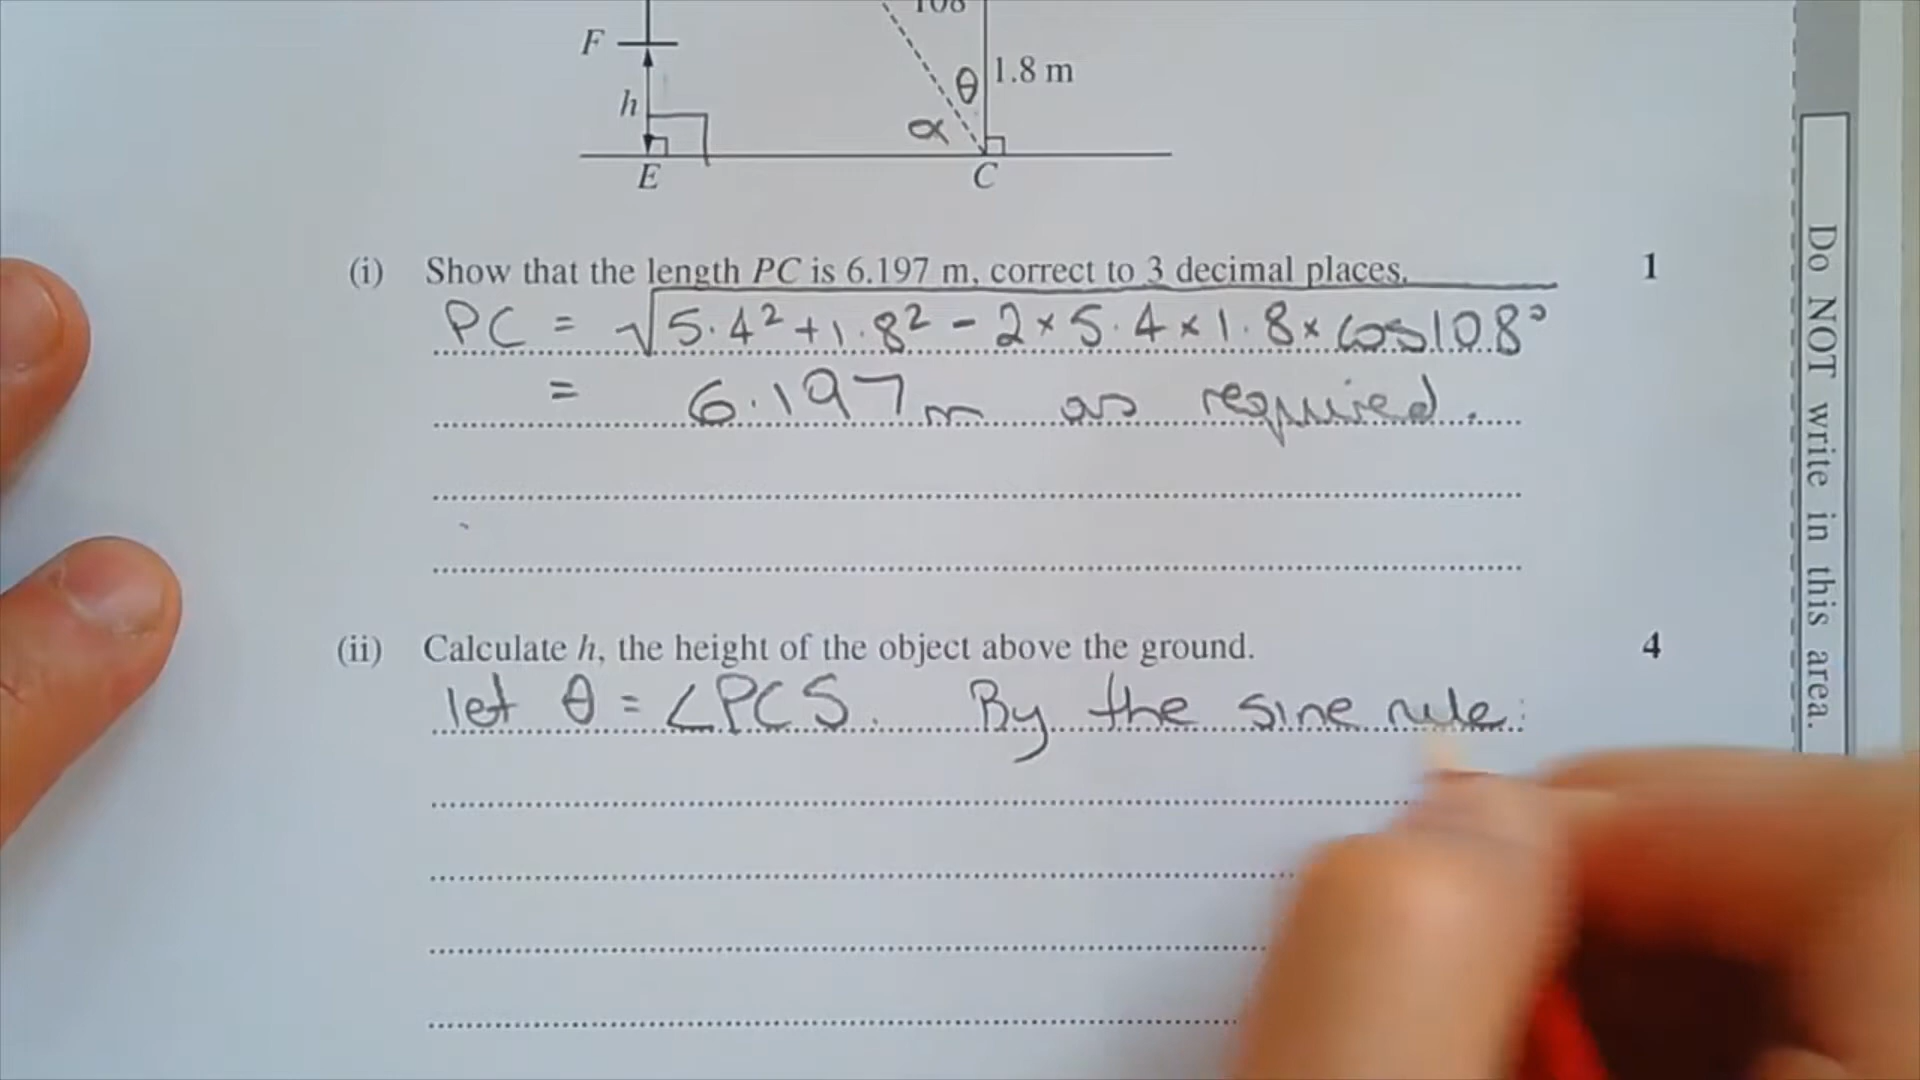 108
F
θ 1.8 m
h
α
E C
(i) Show that the length PC is 6.197 m, correct to 3 decimal places. 1
PC = √5.4² + 1.8² - 2 × 5.4 × 1.8 × cos108°
= 6.197m as required.
(ii) Calculate h, the height of the object above the ground. 4
let θ = ∠PCS. By the sine rule:
Do NOT write in this area.